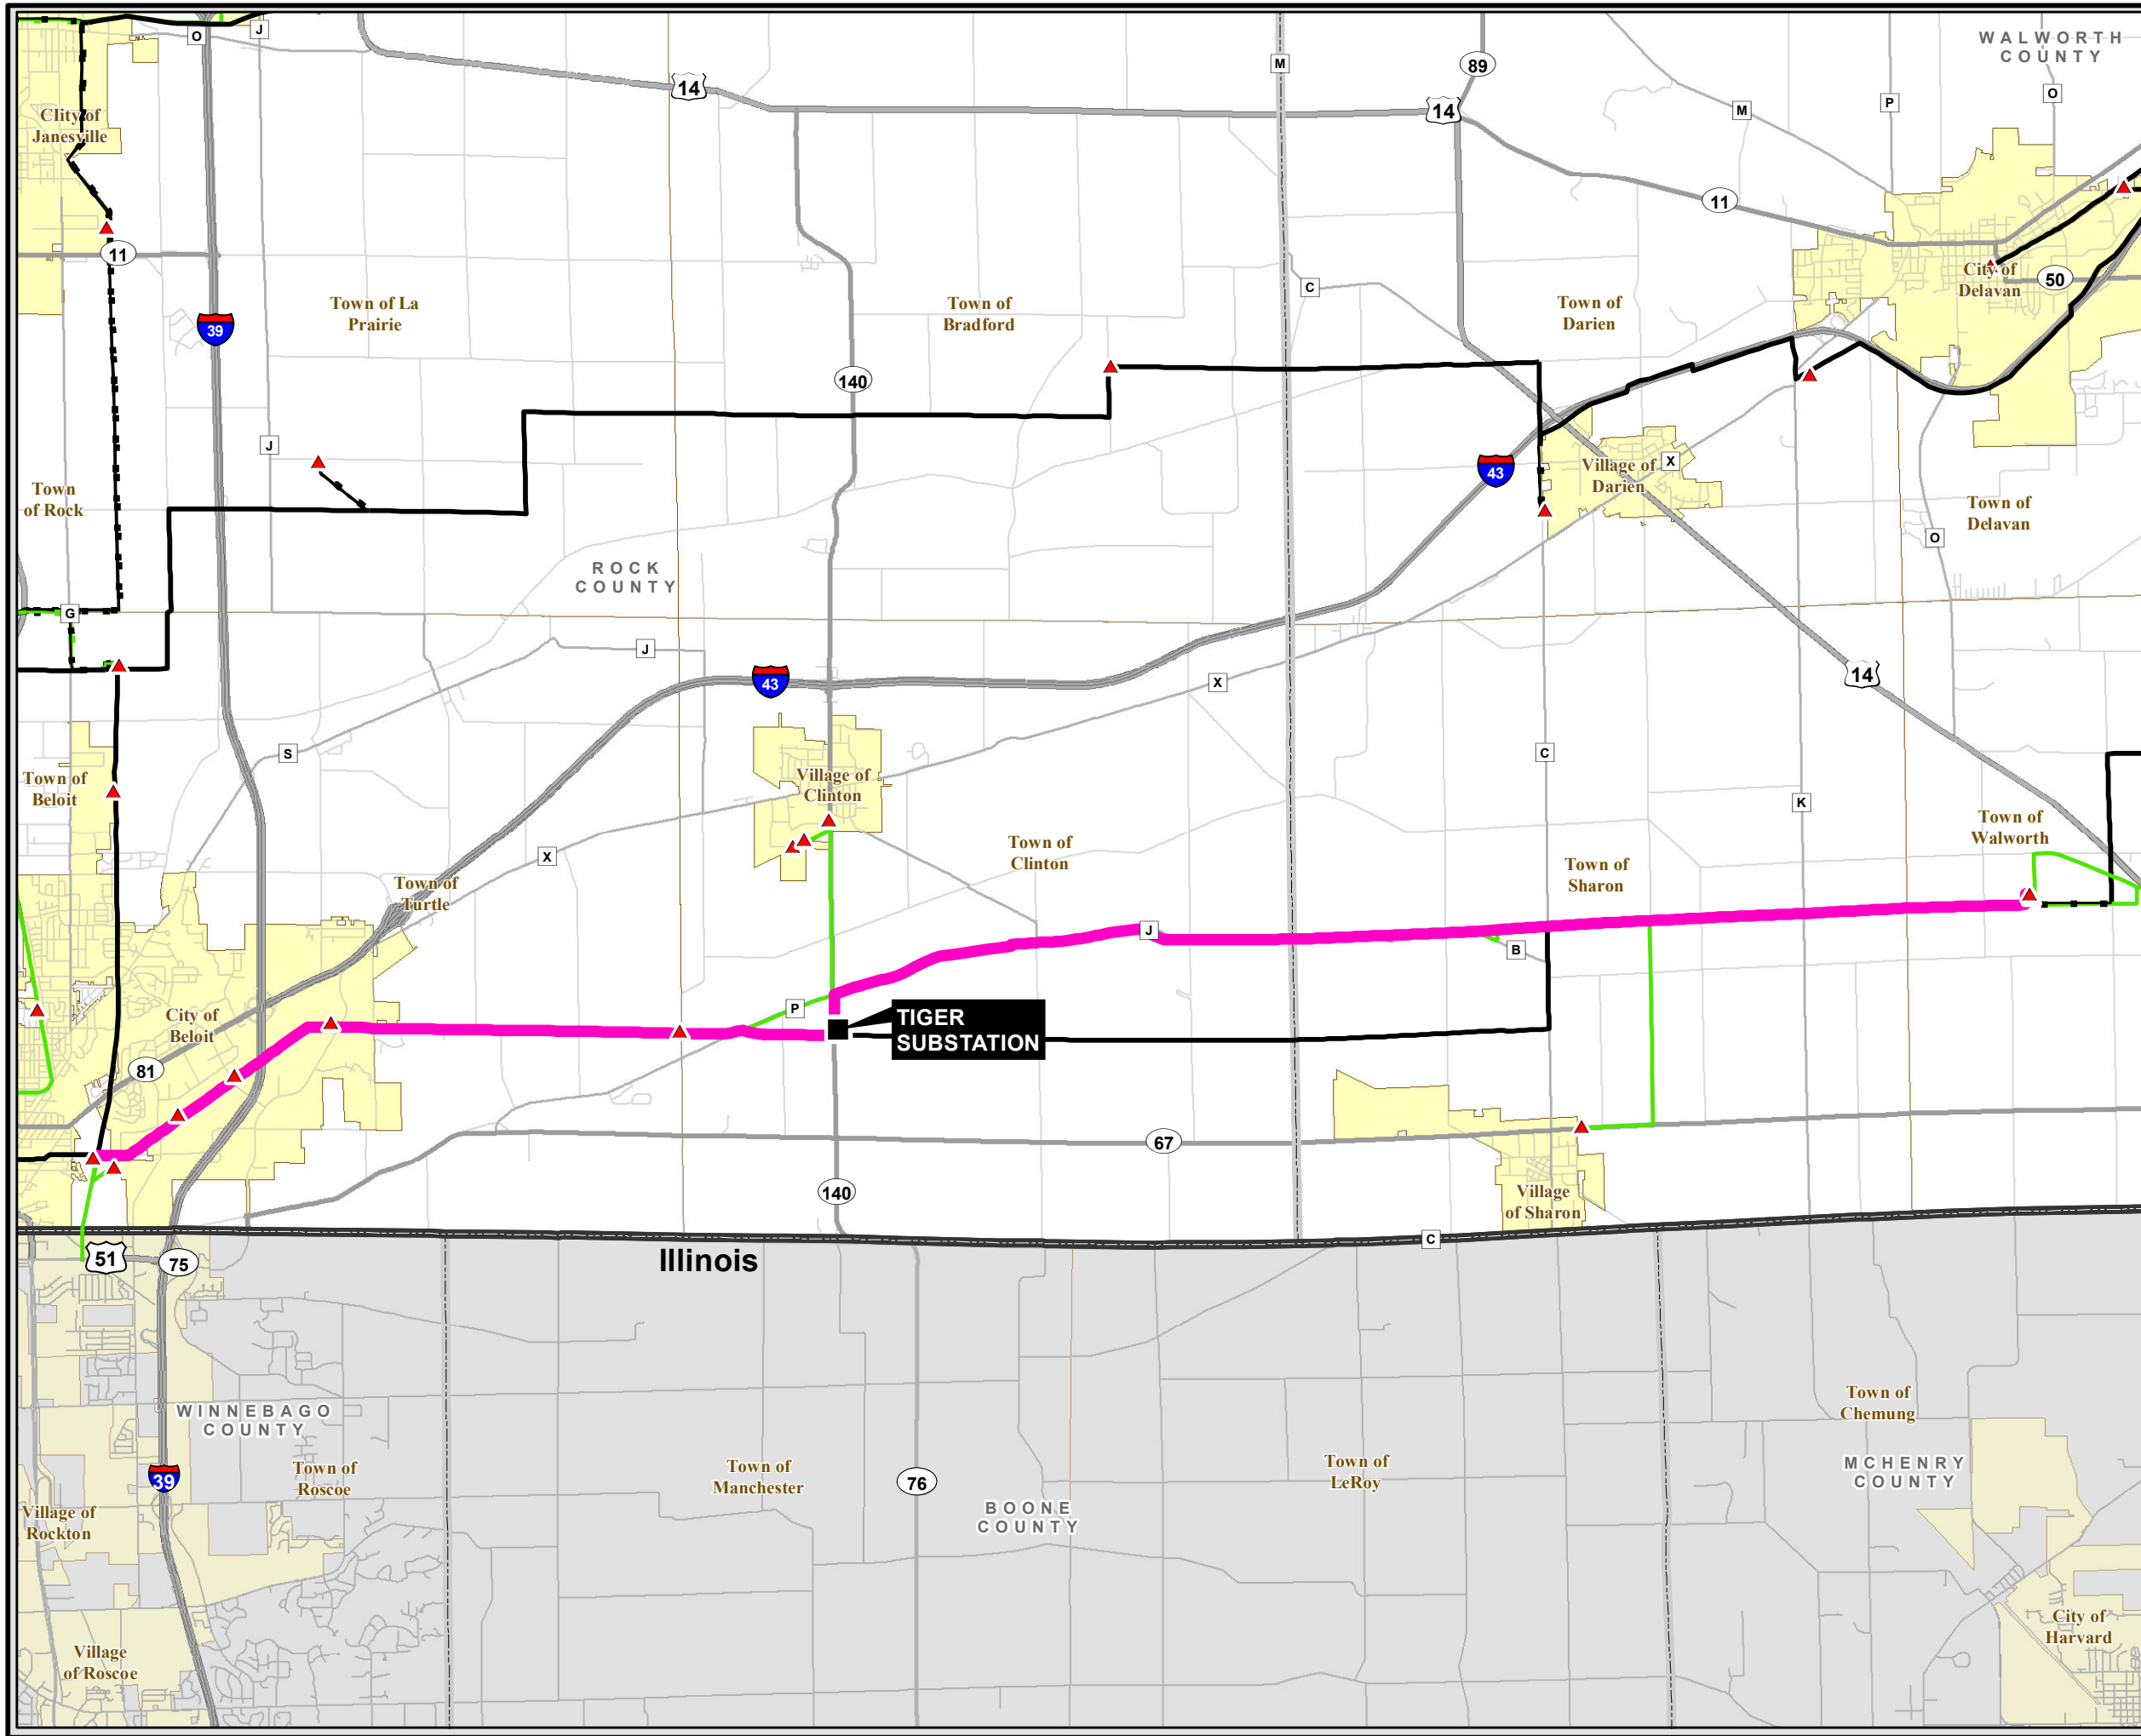 WALWORTH
COUNTY
O
J
M
89
14
14
M
P
O
CIity of
Janesville
11
11
39
Town of La
Prairie
Town of
Bradford
C
Town of
Darien
City of
Delavan
50
140
J
43
Village of
Darien
X
Town
of Rock
Town of
Delavan
O
ROCK
COUNTY
G
J
43
X
14
S
C
Town of
Beloit
Village of
Clinton
K
Town of
Walworth
X
Town of
Clinton
Town of
Sharon
Town of
Turtle
J
B
P
City of
Beloit
TIGER
SUBSTATION
81
67
140
Village
of Sharon
C
51
75
Illinois
WINNEBAGO
COUNTY
Town of
Chemung
39
Town of
Roscoe
Town of
Manchester
76
Town of
LeRoy
MCHENRY
COUNTY
Village of
Rockton
BOONE
COUNTY
City of
Harvard
Village
of Roscoe